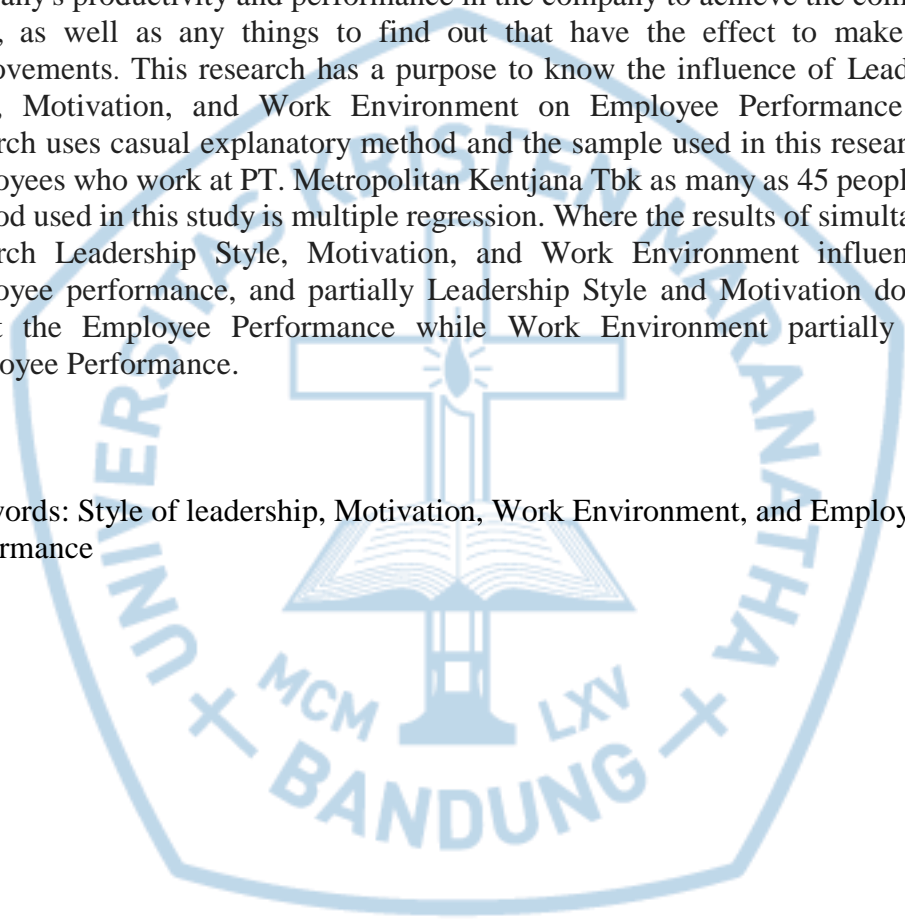 any's productivity and performance in the company to achieve the com
, as well as any things to find out that have the effect to make
ovements. This research has a purpose to know the influence of Lead
, Motivation, and Work Environment on Employee Performance
rch uses casual explanatory method and the sample used in this resear
oyees who work at PT. Metropolitan Kentjana Tbk as many as 45 peopl
od used in this study is multiple regression. Where the results of simulta
rch Leadership Style, Motivation, and Work Environment influen
oyee performance, and partially Leadership Style and Motivation do
t the Employee Performance while Work Environment partially
oyee Performance.
words: Style of leadership, Motivation, Work Environment, and Employ
rmance
UNIVERSITAS KRISTEN MARANATHA
MCM LXV
BANDUNG